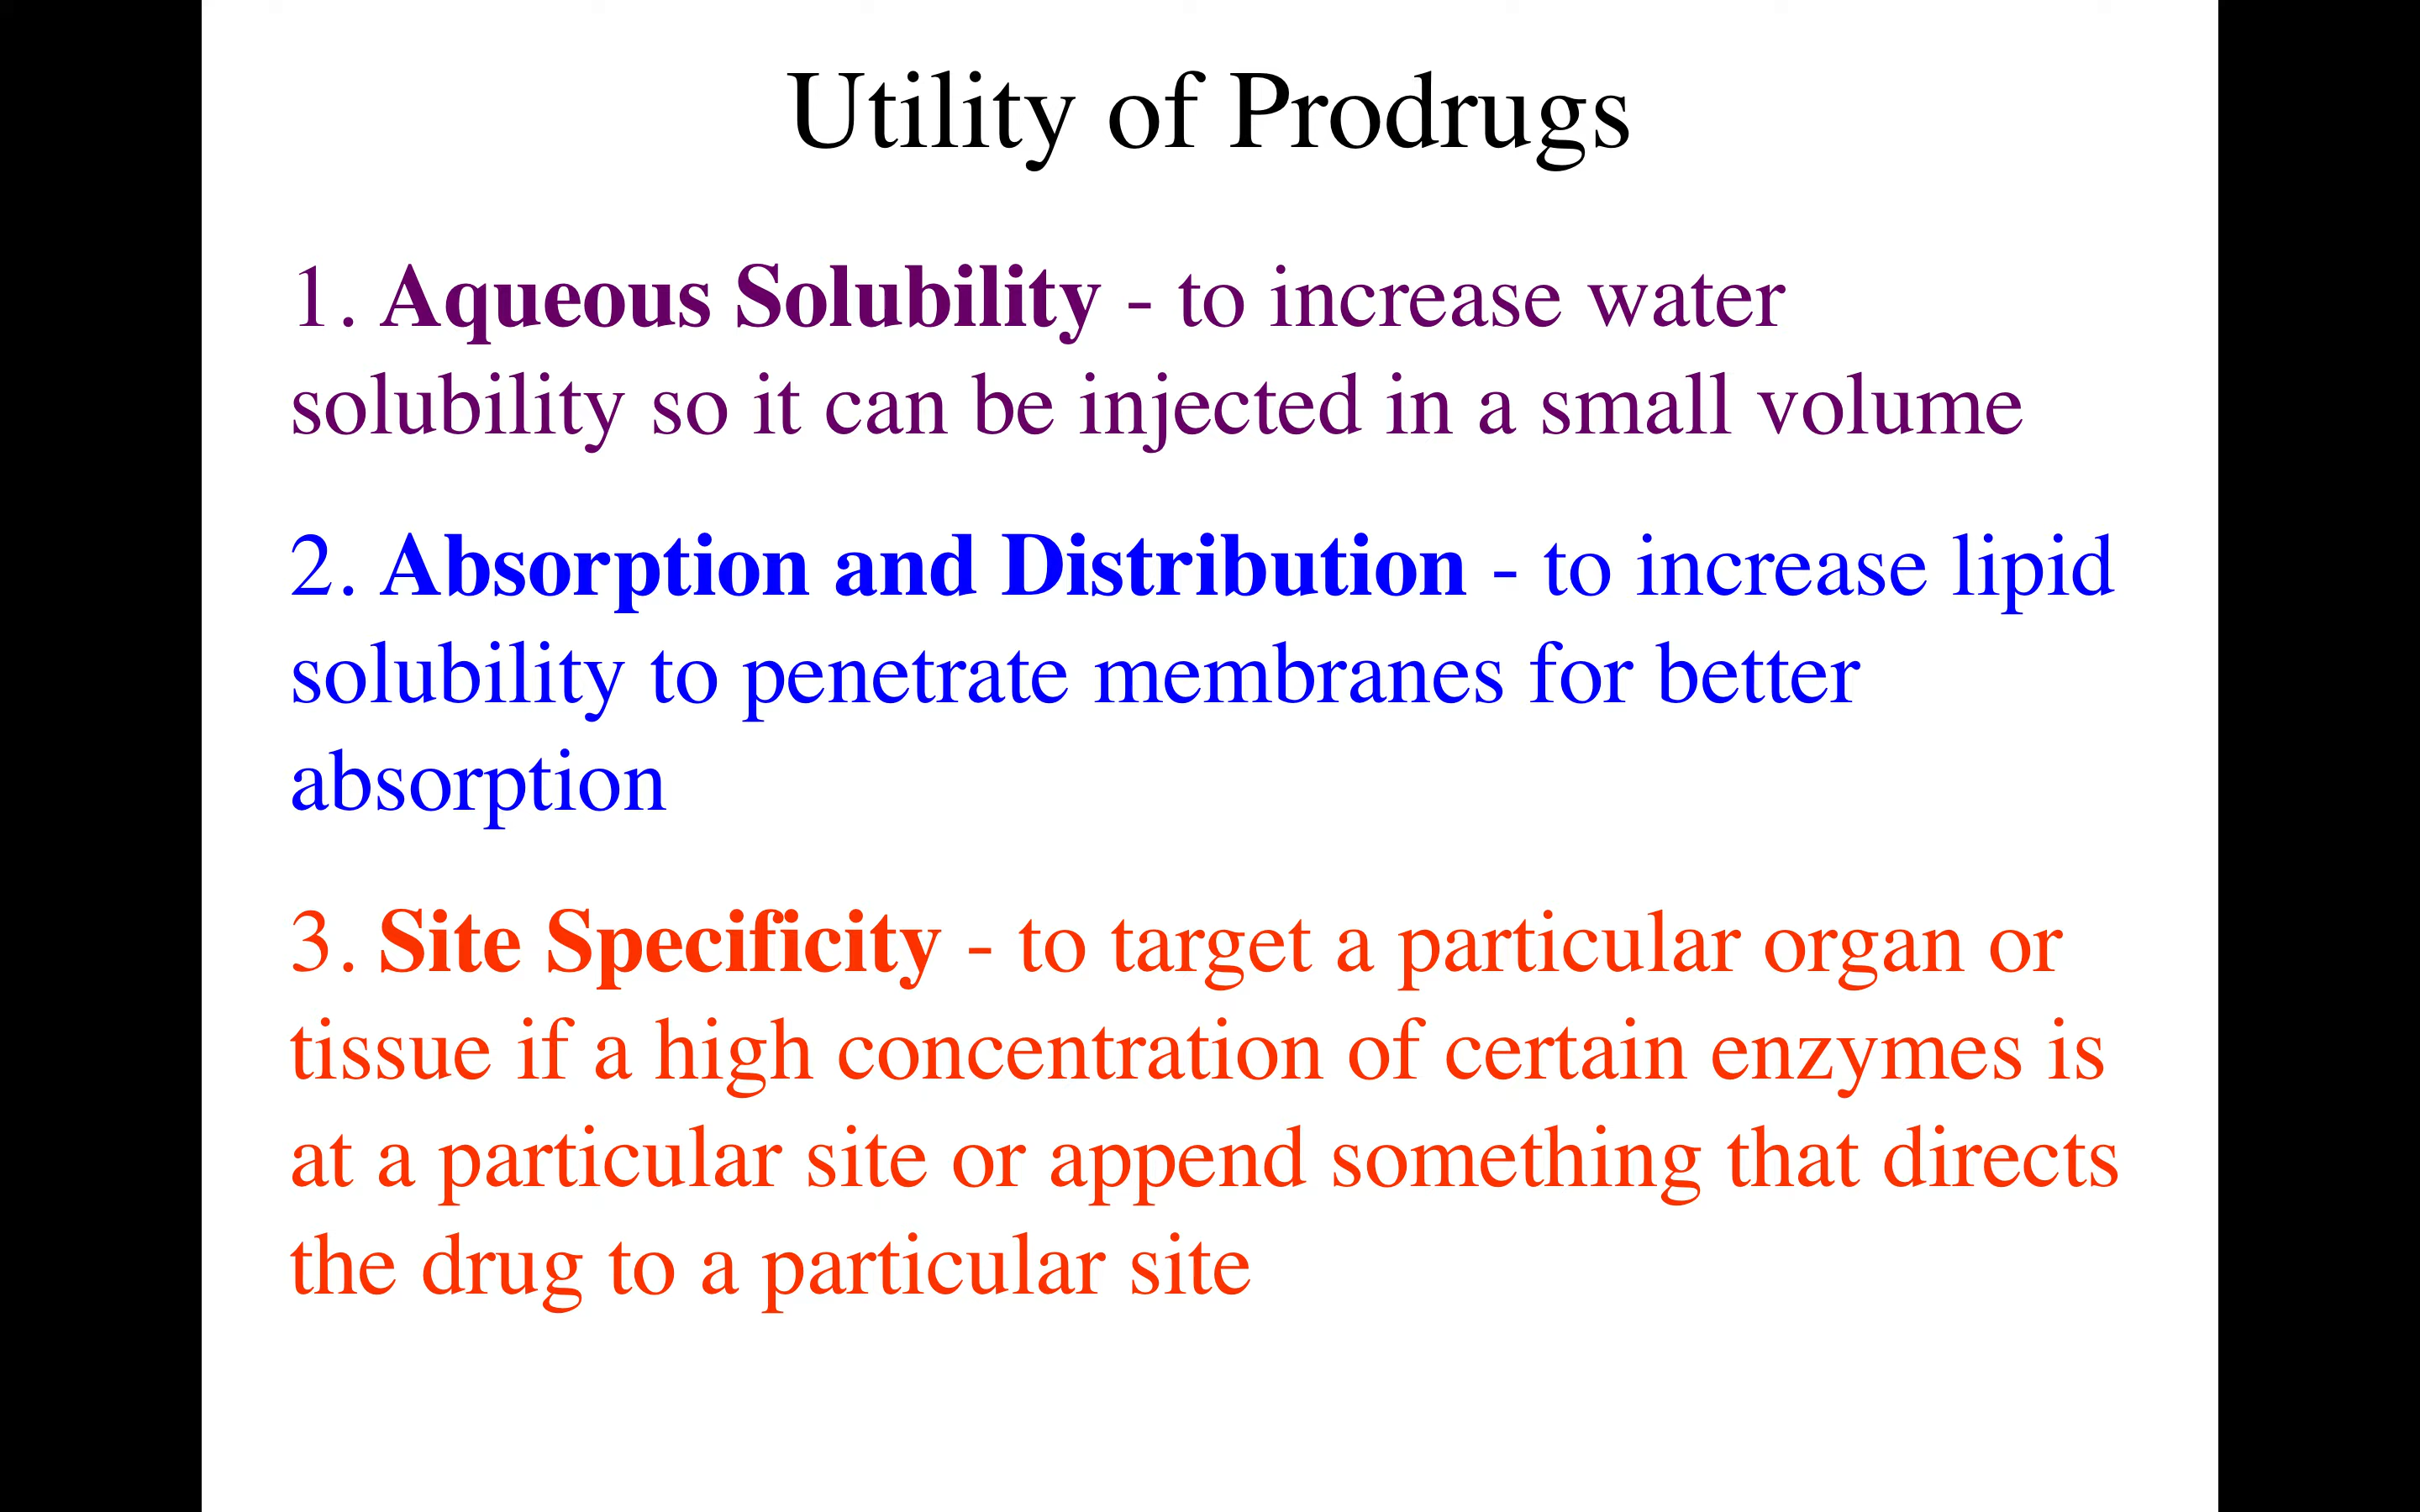 Utility of Prodrugs
1. Aqueous Solubility - to increase water
solubility so it can be injected in a small volume
2. Absorption and Distribution - to increase lipid
solubility to penetrate membranes for better
absorption
3. Site Specificity - to target a particular organ or
tissue if a high concentration of certain enzymes is
at a particular site or append something that directs
the drug to a particular site